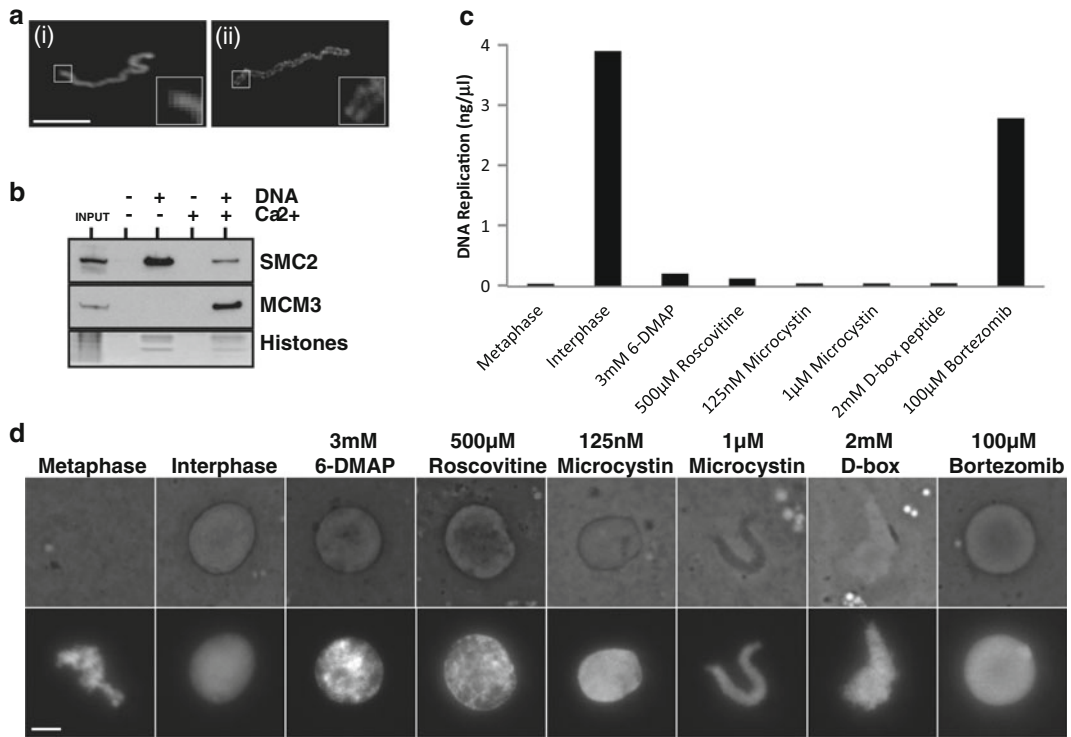 a
(i)
(ii)
b
- + - + DNA
- - + + Ca2+
INPUT
SMC2
MCM3
Histones
c
DNA Replication (ng/µl)
4
3
2
1
0
Metaphase
Interphase
3mM 6-DMAP
500µM Roscovitine
125nM Microcystin
1µM Microcystin
2mM D-box peptide
100µM Bortezomib
d
Metaphase
Interphase
3mM
6-DMAP
500µM
Roscovitine
125nM
Microcystin
1µM
Microcystin
2mM
D-box
100µM
Bortezomib